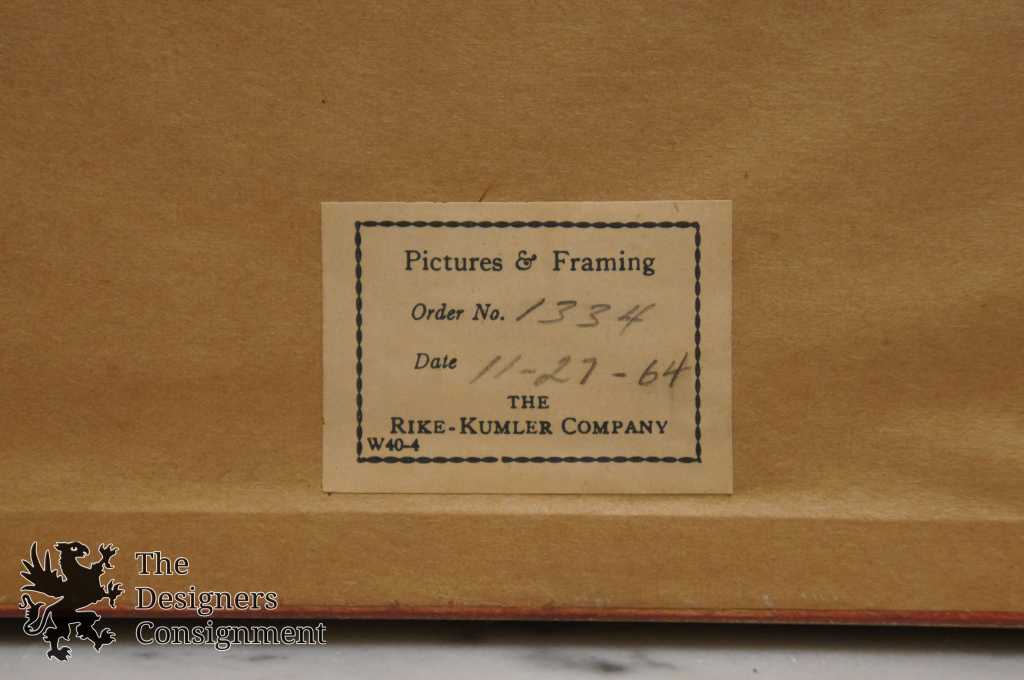 Pictures & Framing
Order No. 1334
Date 11-27-64
THE
RIKE-KUMLER COMPANY
W40-4
The
Designers
Consignment